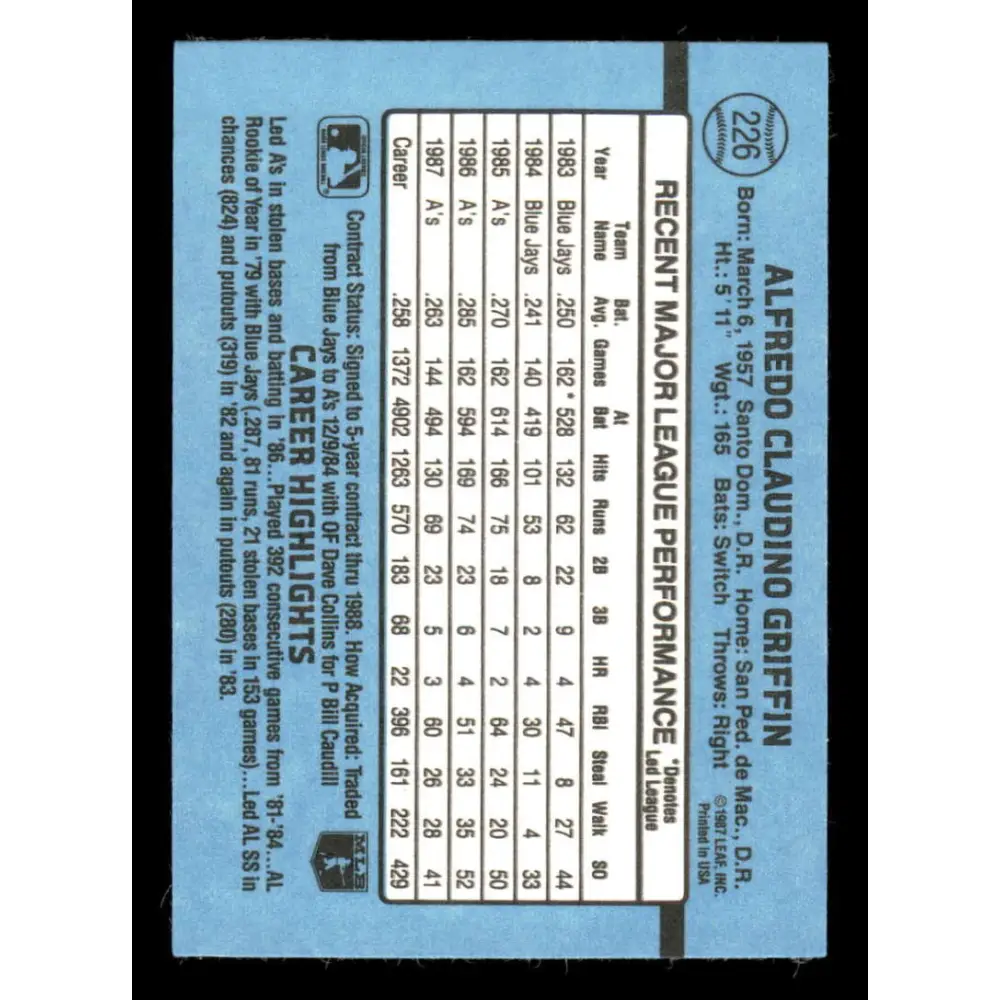 226
ALFREDO CLAUDINO GRIFFIN
Born: March 6, 1957 Santo Dom., D.R. Home: San Ped. de Mac., D.R.
Ht.: 5'11" Wgt.: 165 Bats: Switch Throws: Right
©1987 LEAF, INC.
Printed in USA
RECENT MAJOR LEAGUE PERFORMANCE *Denotes Led League
Year Team Name Bat. Avg. Games At Bat Hits Runs 2B 3B HR RBI Steal Walk SO
1983 Blue Jays .250 162* 528 132 62 22 9 4 47 8 27 44
1984 Blue Jays .241 140 419 101 53 8 2 4 30 11 4 33
1985 A's .270 162 614 166 75 18 7 2 64 24 20 50
1986 A's .285 162 594 169 74 23 6 4 51 33 35 52
1987 A's .263 144 494 130 69 23 5 3 60 26 28 41
Career .258 1372 4902 1263 570 183 68 22 396 161 222 429
Contract Status: Signed to 5-year contract thru 1988. How Acquired: Traded
from Blue Jays to A's 12/9/84 with OF Dave Collins for P Bill Caudill
MLB
CAREER HIGHLIGHTS
Led A's in stolen bases and batting in '86...Played 392 consecutive games from '81-'84...AL
Rookie of Year in '79 with Blue Jays (.287, 81 runs, 21 stolen bases in 153 games)...Led AL SS in
chances (824) and putouts (319) in '82 and again in putouts (280) in '83.